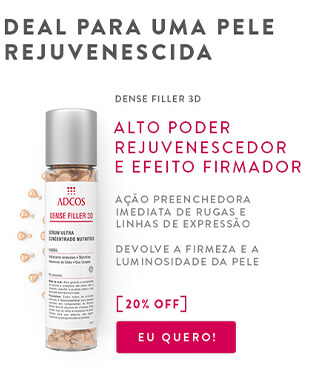 DEAL PARA UMA PELE
REJUVENESCIDA
DENSE FILLER 3D
ALTO PODER
REJUVENESCEDOR
E EFEITO FIRMADOR
ADCOS
DENSE FILLER 3D
SÉRUM ULTRA
CONCENTRADO NUTRITIVO
AÇÃO PREENCHEDORA
IMEDIATA DE RUGAS E
LINHAS DE EXPRESSÃO
DEVOLVE A FIRMEZA E A
LUMINOSIDADE DA PELE
[20% OFF]
EU QUERO!